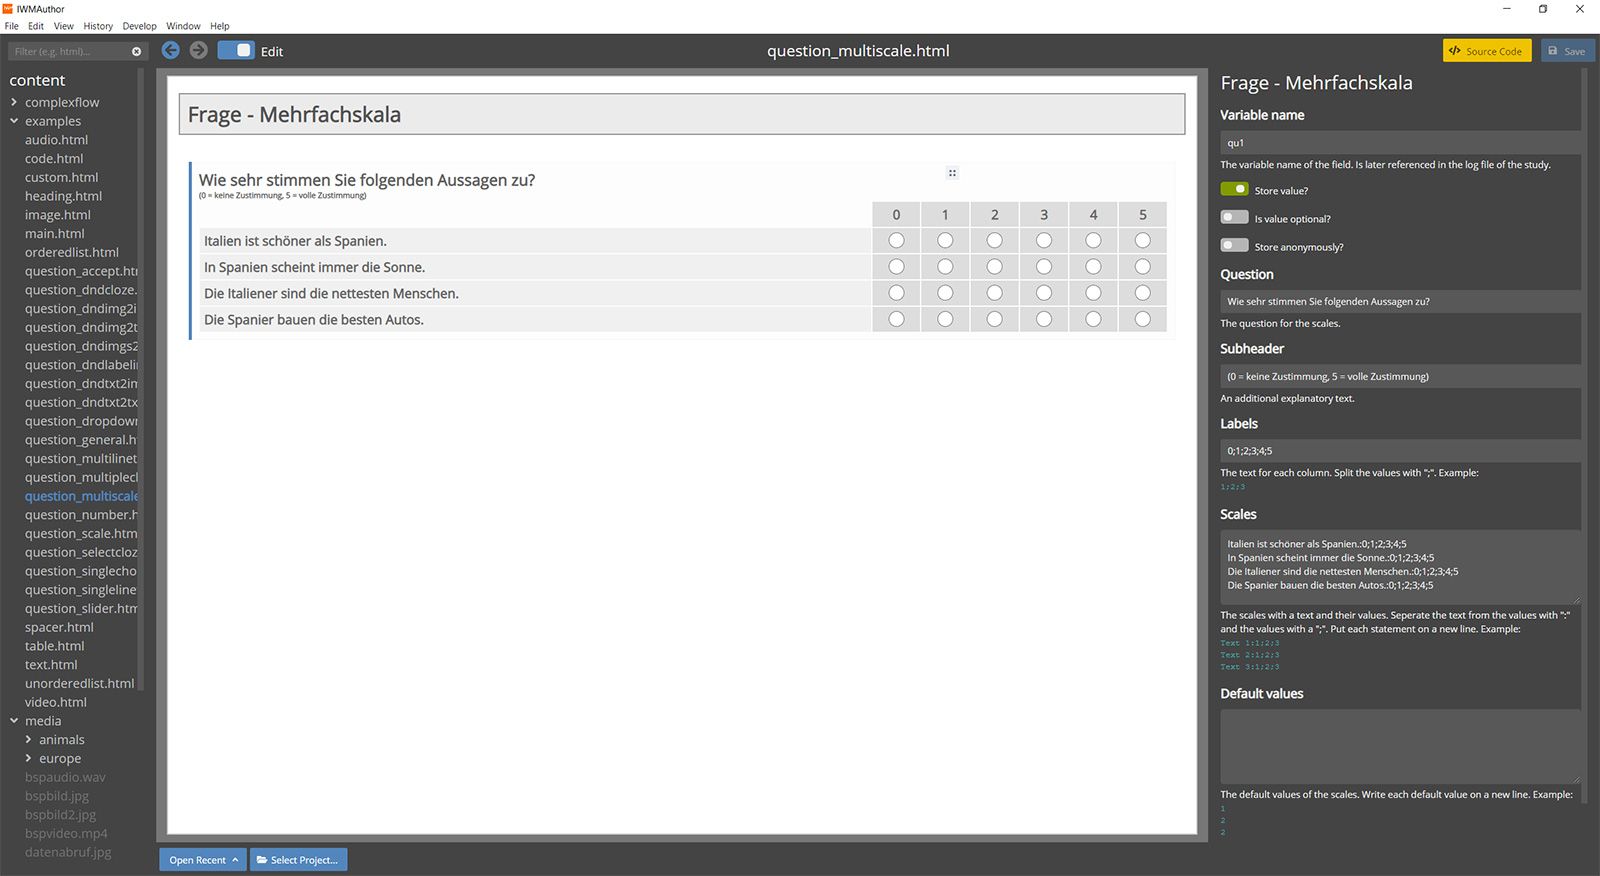 IWMAuthor
File Edit View History Develop Window Help
Filter (e.g. html)...
Edit
question_multiscale.html
Source Code
Save
content
complexflow
examples
audio.html
code.html
custom.html
heading.html
image.html
main.html
orderedlist.html
question_accept.htm
question_dndcloze.
question_dndimg2i
question_dndimg2t
question_dndimgs2
question_dndlabelin
question_dndtxt2im
question_dndtxt2tx
question_dropdown
question_general.h
question_multilinet
question_multiplecl
question_multiscale
question_number.h
question_scale.htm
question_selectcloz
question_singlecho
question_singleline
question_slider.htm
spacer.html
table.html
text.html
unorderedlist.html
video.html
media
animals
europe
bspaudio.wav
bspbild.jpg
bspbild2.jpg
bspvideo.mp4
datenabruf.jpg
Frage - Mehrfachskala
Wie sehr stimmen Sie folgenden Aussagen zu?
(0 = keine Zustimmung, 5 = volle Zustimmung)
0 1 2 3 4 5
Italien ist schöner als Spanien.
In Spanien scheint immer die Sonne.
Die Italiener sind die nettesten Menschen.
Die Spanier bauen die besten Autos.
Open Recent
Select Project...
Frage - Mehrfachskala
Variable name
qu1
The variable name of the field. Is later referenced in the log file of the study.
Store value?
Is value optional?
Store anonymously?
Question
Wie sehr stimmen Sie folgenden Aussagen zu?
The question for the scales.
Subheader
(0 = keine Zustimmung, 5 = volle Zustimmung)
An additional explanatory text.
Labels
0;1;2;3;4;5
The text for each column. Split the values with ";". Example:
1;2;3
Scales
Italien ist schöner als Spanien.:0;1;2;3;4;5
In Spanien scheint immer die Sonne.:0;1;2;3;4;5
Die Italiener sind die nettesten Menschen.:0;1;2;3;4;5
Die Spanier bauen die besten Autos.:0;1;2;3;4;5
The scales with a text and their values. Seperate the text from the values with ":"
and the values with a ";". Put each statement on a new line. Example:
Text 1:1;2;3
Text 2:1;2;3
Text 3:1;2;3
Default values
The default values of the scales. Write each default value on a new line. Example:
1
2
2